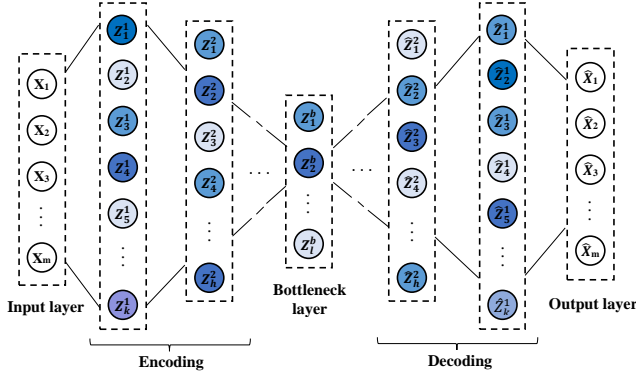 X₁
X₂
X₃
⋮
Xₘ
Input layer
Z₁¹
Z₂¹
Z₃¹
Z₄¹
Z₅¹
⋮
Zₖ¹
Z₁²
Z₂²
Z₃²
Z₄²
⋮
Zₕ²
Encoding
. . .
Z₁ᵇ
Z₂ᵇ
⋮
Zₗᵇ
Bottleneck
layer
. . .
Ẑ₁²
Ẑ₂²
Ẑ₃²
Ẑ₄²
⋮
Ẑₕ²
Ẑ₁¹
Ẑ₂¹
Ẑ₃¹
Ẑ₄¹
Ẑ₅¹
⋮
Ẑₖ¹
Decoding
X̂₁
X̂₂
X̂₃
⋮
X̂ₘ
Output layer